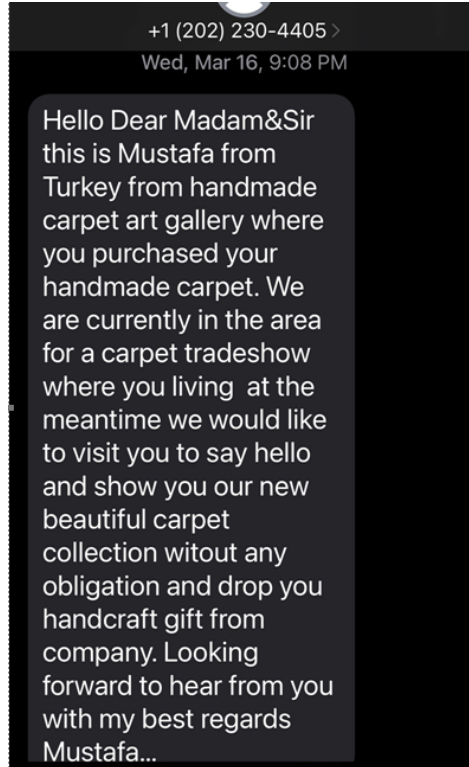 +1 (202) 230-4405 >
Wed, Mar 16, 9:08 PM
Hello Dear Madam&Sir
this is Mustafa from
Turkey from handmade
carpet art gallery where
you purchased your
handmade carpet. We
are currently in the area
for a carpet tradeshow
where you living  at the
meantime we would like
to visit you to say hello
and show you our new
beautiful carpet
collection witout any
obligation and drop you
handcraft gift from
company. Looking
forward to hear from you
with my best regards
Mustafa...